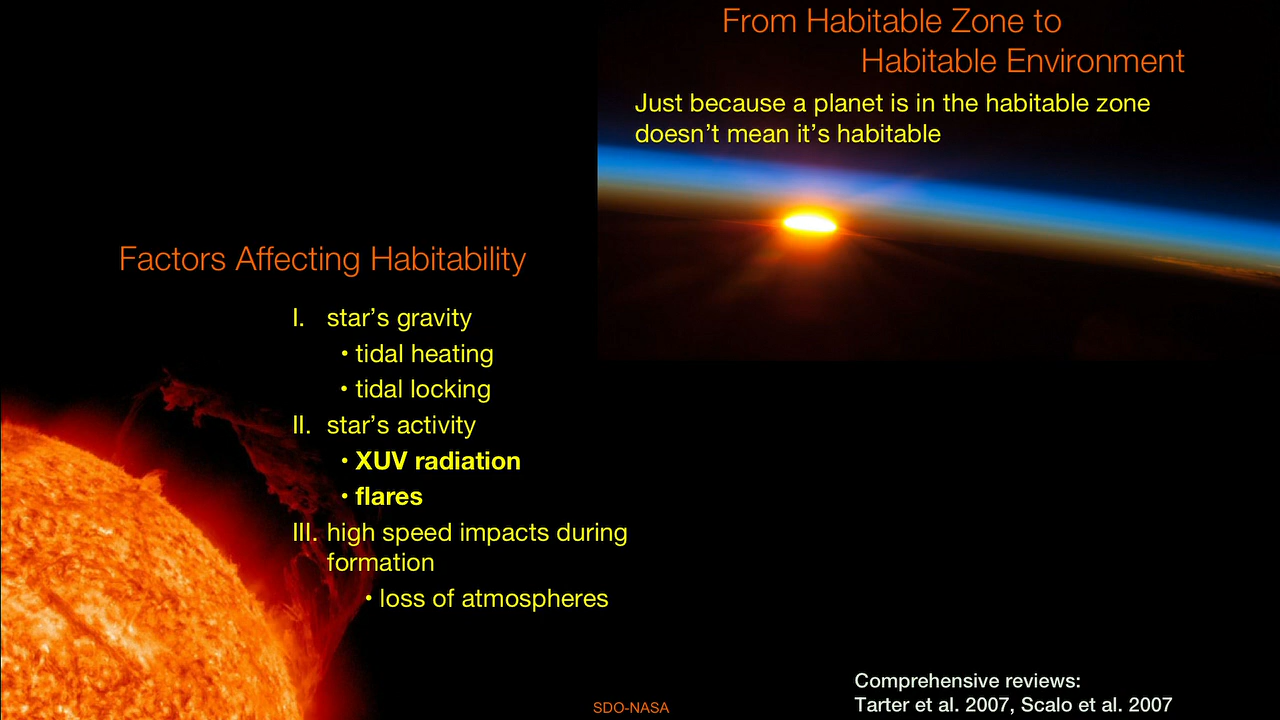 From Habitable Zone to
Habitable Environment
Just because a planet is in the habitable zone
doesn’t mean it’s habitable
Factors Affecting Habitability
I. star’s gravity
• tidal heating
• tidal locking
II. star’s activity
• XUV radiation
• flares
III. high speed impacts during
formation
• loss of atmospheres
Comprehensive reviews:
Tarter et al. 2007, Scalo et al. 2007
SDO-NASA